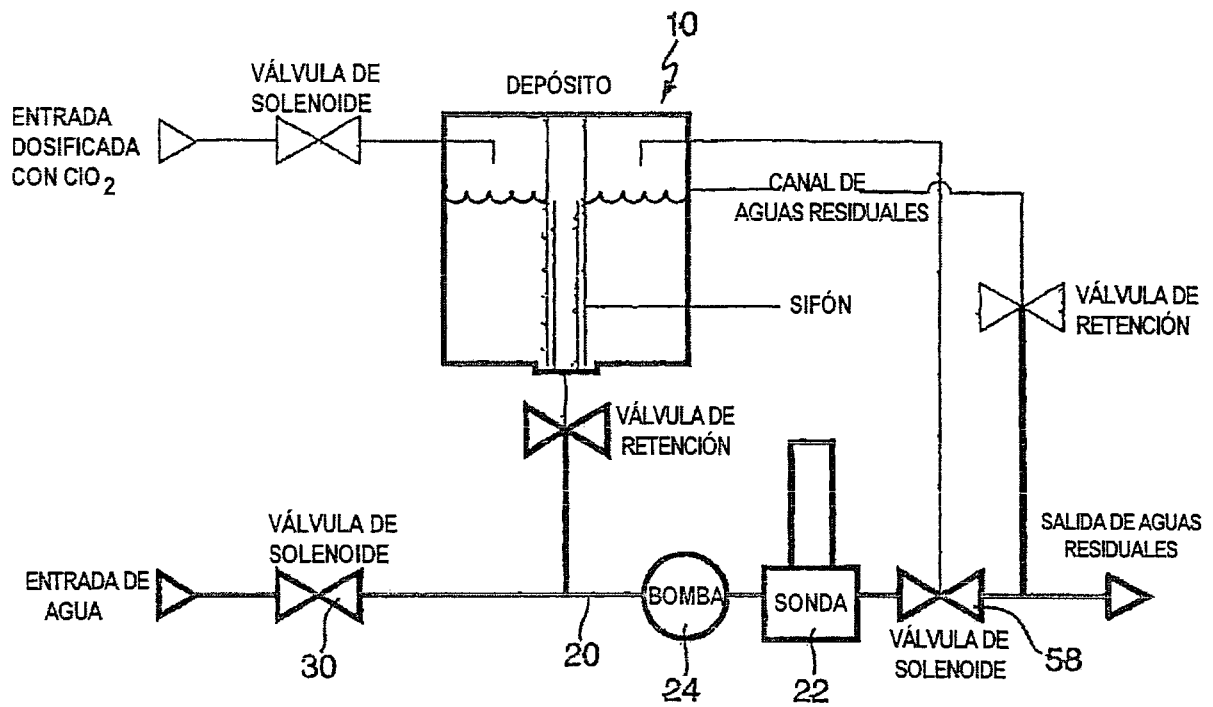 10
VÁLVULA DE
SOLENOIDE
DEPÓSITO
ENTRADA
DOSIFICADA
CON ClO2
CANAL DE
AGUAS RESIDUALES
SIFÓN
VÁLVULA DE
RETENCIÓN
VÁLVULA DE
RETENCIÓN
VÁLVULA DE
SOLENOIDE
SALIDA DE AGUAS
RESIDUALES
ENTRADA DE
AGUA
BOMBA
SONDA
30
20
24
22
VÁLVULA DE
SOLENOIDE
58